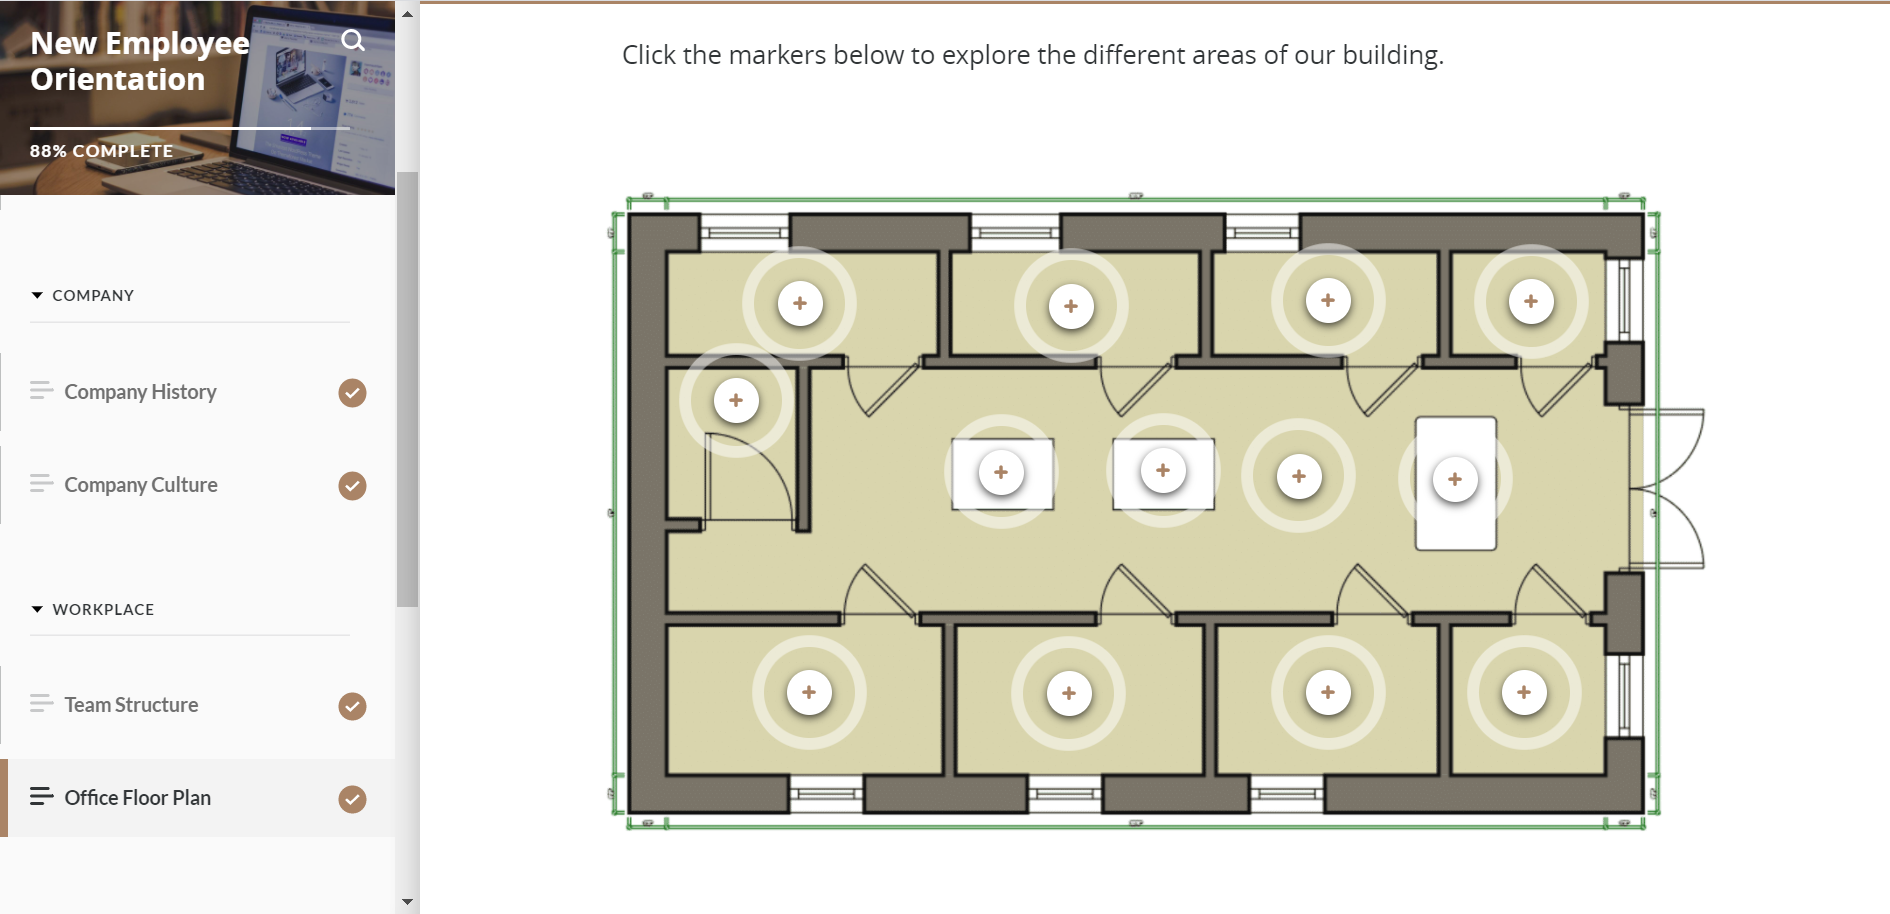 New Employee
Orientation
88% COMPLETE
COMPANY
Company History
Company Culture
WORKPLACE
Team Structure
Office Floor Plan
Click the markers below to explore the different areas of our building.